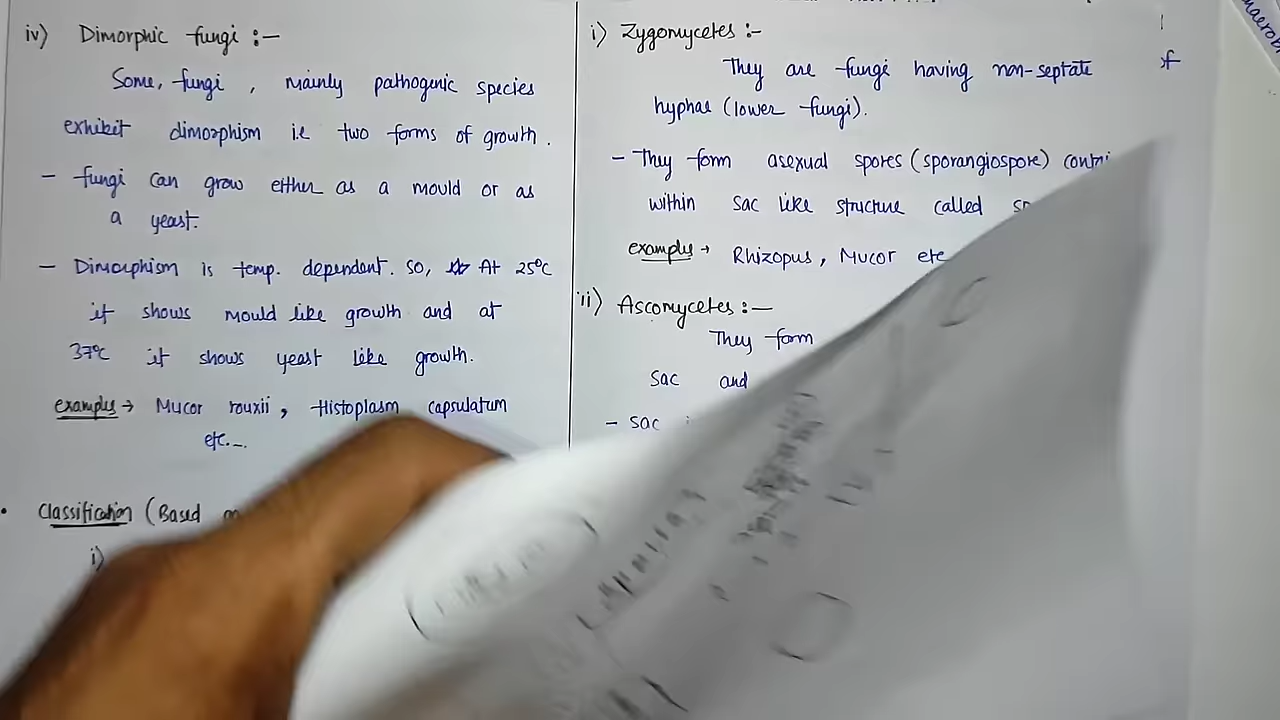 iv) Dimorphic fungi :-
Some, fungi , mainly pathogenic species
exhibit dimorphism i.e two forms of growth.
- fungi can grow either as a mould or as
a yeast.
- Dimorphism is temp. dependent. so, At 25°C
it shows mould like growth and at
37°C it shows yeast like growth.
examples → Mucor rouxii, Histoplasm capsulatum
etc...
• Classification (Based
i)
i) Zygomycetes :-
They are fungi having non-septate
hyphae (lower fungi).
- They form asexual spores (sporangiospore)
within sac like structure called
examples → Rhizopus, Mucor etc
ii) Ascomycetes :-
They form
sac and
- sac